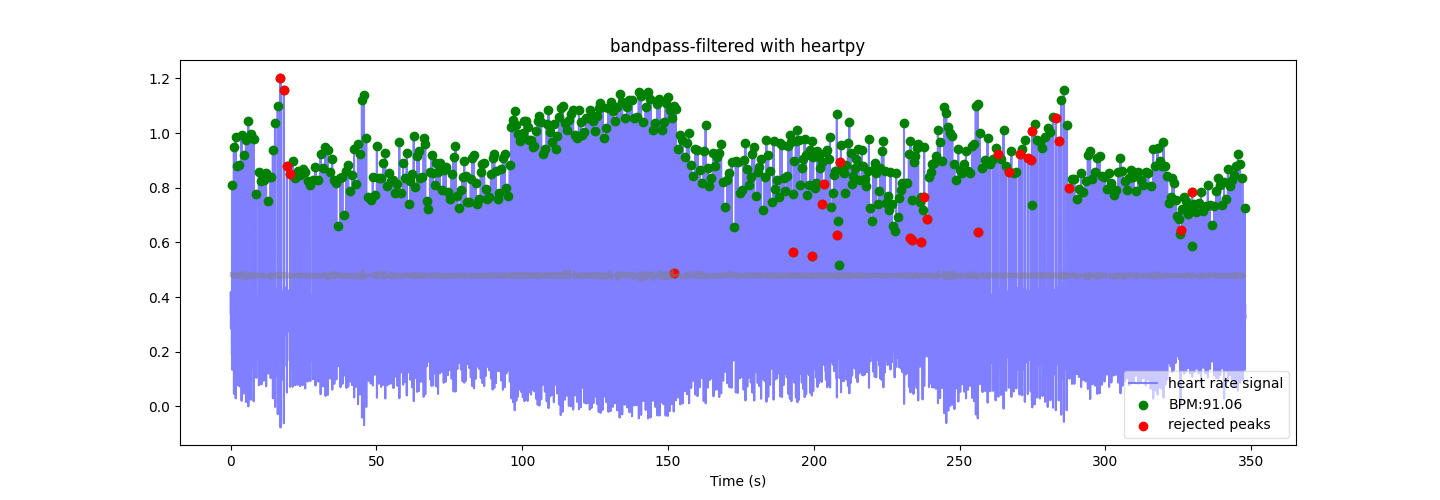 bandpass-filtered with heartpy
1.2
1.0
0.8
0.6
0.4
0.2
0.0
heart rate signal
BPM:91.06
rejected peaks
0 50 100 150 200 250 300 350
Time (s)